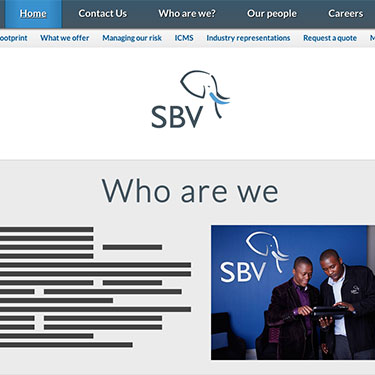 Home Contact Us Who are we? Our people Careers
ootprint What we offer Managing our risk ICMS Industry representations Request a quote M
SBV
Who are we
SBV